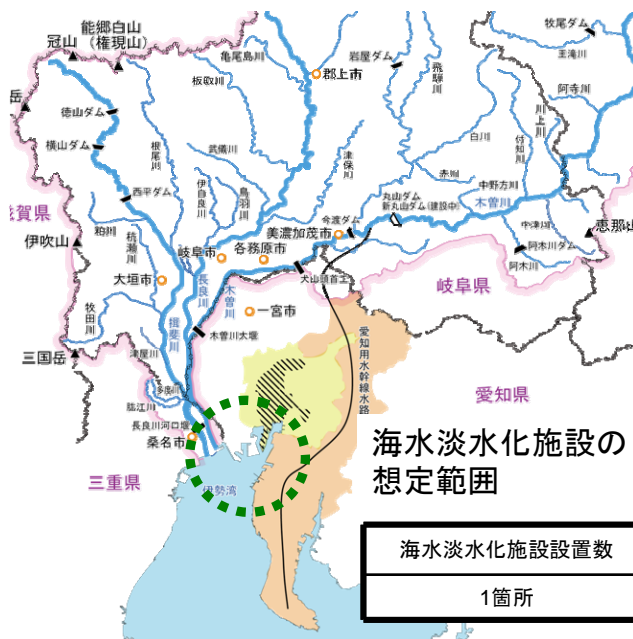 能郷白山
(権現山)
冠山
亀尾島川
板取川
郡上市
岩屋ダム
飛騨川
牧尾ダム
王滝川
阿寺川
川上川
付知川
白川
岳
徳山ダム
横山ダム
根尾川
武儀川
津保川
赤川
伊自良川
鳥羽川
西平ダム
丸山ダム
新丸山ダム(建設中)
中野方川
木曽川
滋賀県
粕川
伊吹山
杭瀬川
今渡ダム
美濃加茂市
中津川
恵那山
阿木川ダム
阿木川
岐阜市
各務原市
大垣市
犬山頭首工
岐阜県
長良川
木曽川
揖斐川
一宮市
牧田川
木曽川大堰
三国岳
津屋川
愛知用水幹線水路
愛知県
多度川
肱江川
長良川河口堰
桑名市
三重県
伊勢湾
海水淡水化施設の
想定範囲
海水淡水化施設設置数
1箇所